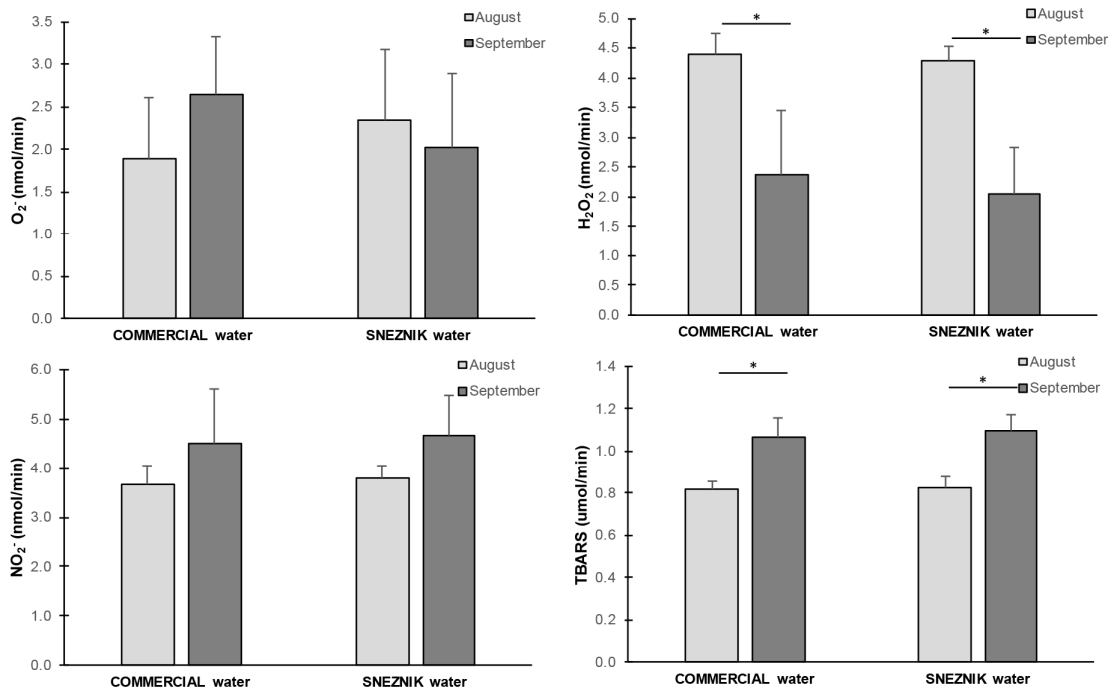 3.5
3.0
2.5
2.0
1.5
1.0
0.5
0.0
O₂⁻ (nmol/min)
August
September
COMMERCIAL water
SNEZNIK water
5.0
4.5
4.0
3.5
3.0
2.5
2.0
1.5
1.0
0.5
0.0
H₂O₂ (nmol/min)
August
September
*
*
COMMERCIAL water
SNEZNIK water
6.0
5.0
4.0
3.0
2.0
1.0
0.0
NO₂⁻ (nmol/min)
August
September
COMMERCIAL water
SNEZNIK water
1.4
1.2
1.0
0.8
0.6
0.4
0.2
0.0
TBARS (umol/min)
August
September
*
*
COMMERCIAL water
SNEZNIK water